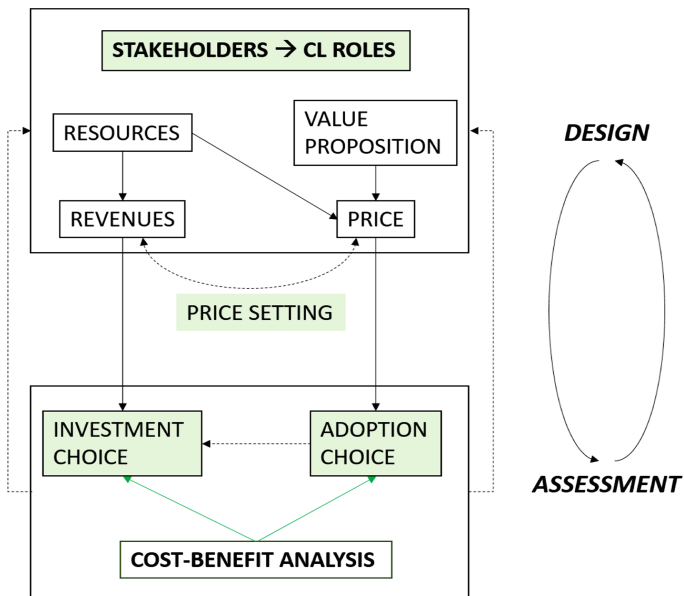 STAKEHOLDERS → CL ROLES
RESOURCES
VALUE
PROPOSITION
DESIGN
REVENUES
PRICE
PRICE SETTING
INVESTMENT
CHOICE
ADOPTION
CHOICE
ASSESSMENT
COST-BENEFIT ANALYSIS